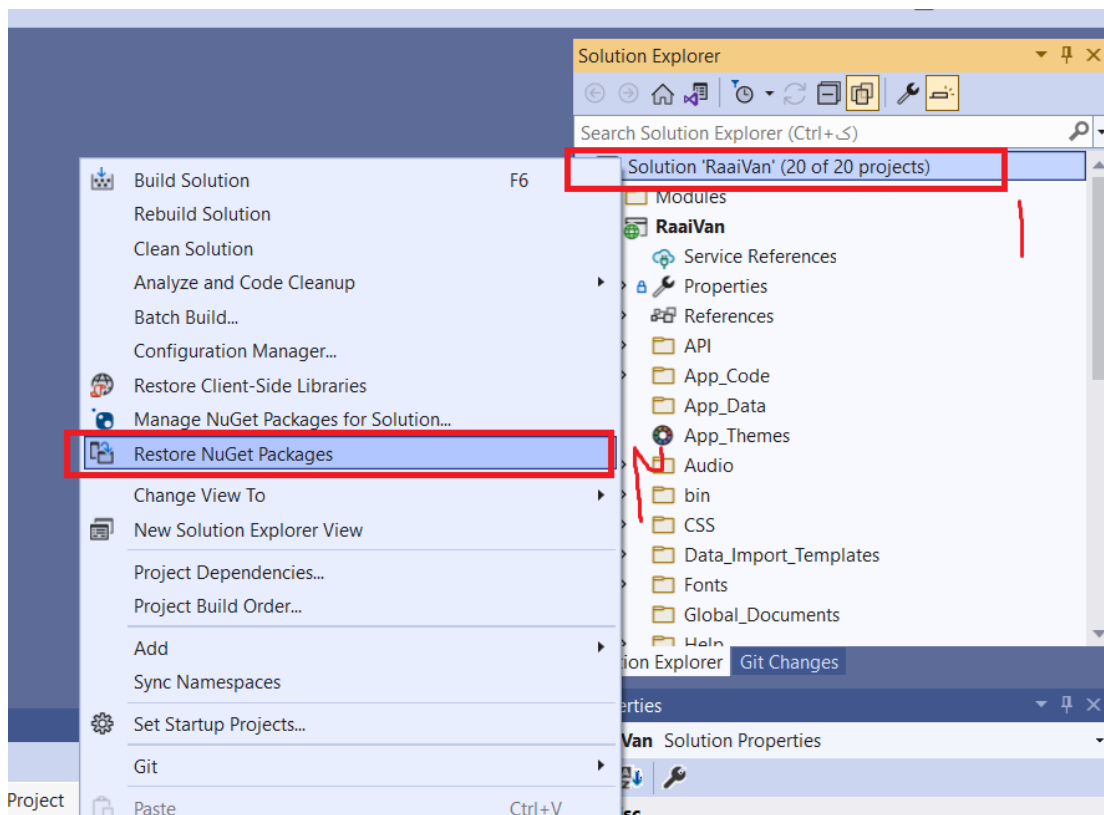 Solution Explorer
Search Solution Explorer (Ctrl+ک)
Solution 'RaaiVan' (20 of 20 projects)
Modules
RaaiVan
Service References
Properties
References
API
App_Code
App_Data
App_Themes
Audio
bin
CSS
Data_Import_Templates
Fonts
Global_Documents
Help
Explorer Git Changes
Van Solution Properties
Build Solution F6
Rebuild Solution
Clean Solution
Analyze and Code Cleanup
Batch Build...
Configuration Manager...
Restore Client-Side Libraries
Manage NuGet Packages for Solution...
Restore NuGet Packages
Change View To
New Solution Explorer View
Project Dependencies...
Project Build Order...
Add
Sync Namespaces
Set Startup Projects...
Git
Paste Ctrl+V
Project